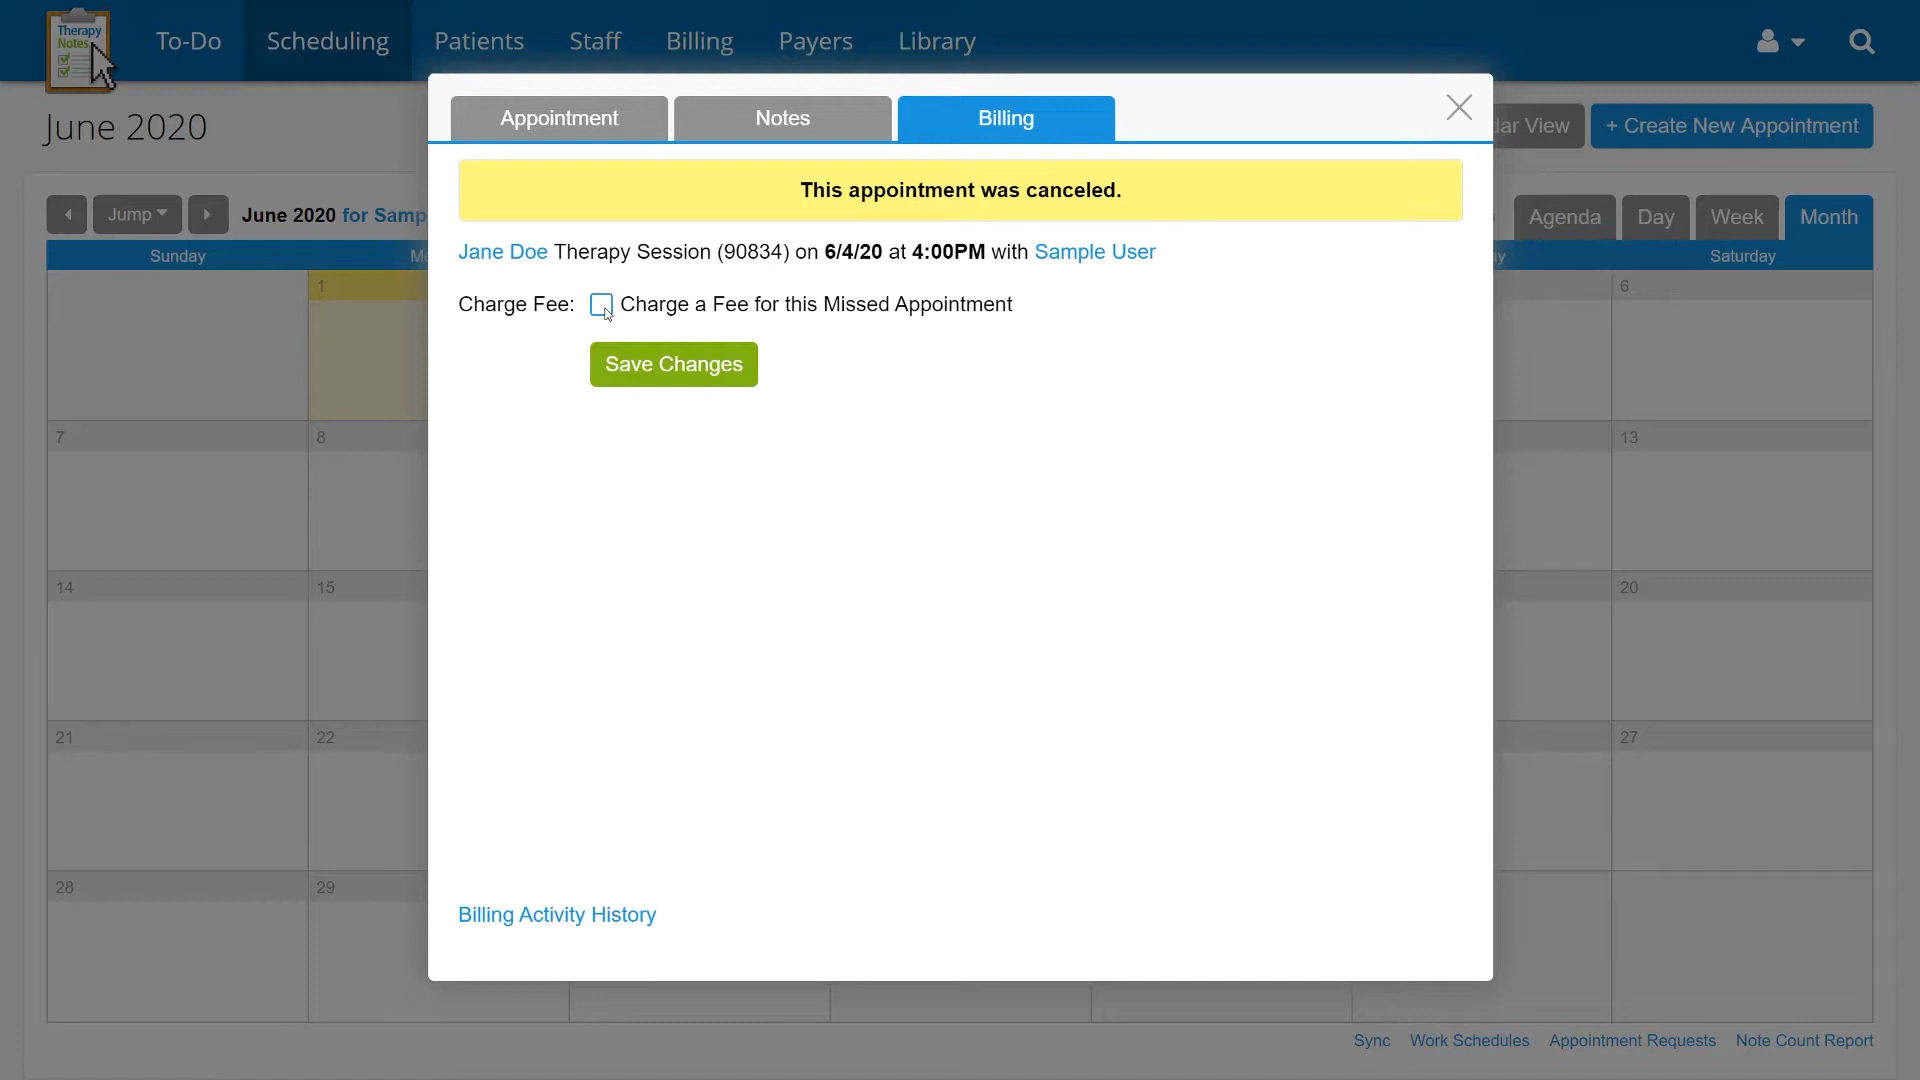 Therapy
Notes
To-Do Scheduling Patients Staff Billing Payers Library
June 2020
dar View + Create New Appointment
Appointment Notes Billing
This appointment was canceled.
Jane Doe Therapy Session (90834) on 6/4/20 at 4:00PM with Sample User
Charge Fee: Charge a Fee for this Missed Appointment
Save Changes
Billing Activity History
Jump June 2020 for Samp
Agenda Day Week Month
Sunday Mo ay Saturday
1 6
7 8 13
14 15 20
21 22 27
28 29
Sync Work Schedules Appointment Requests Note Count Report